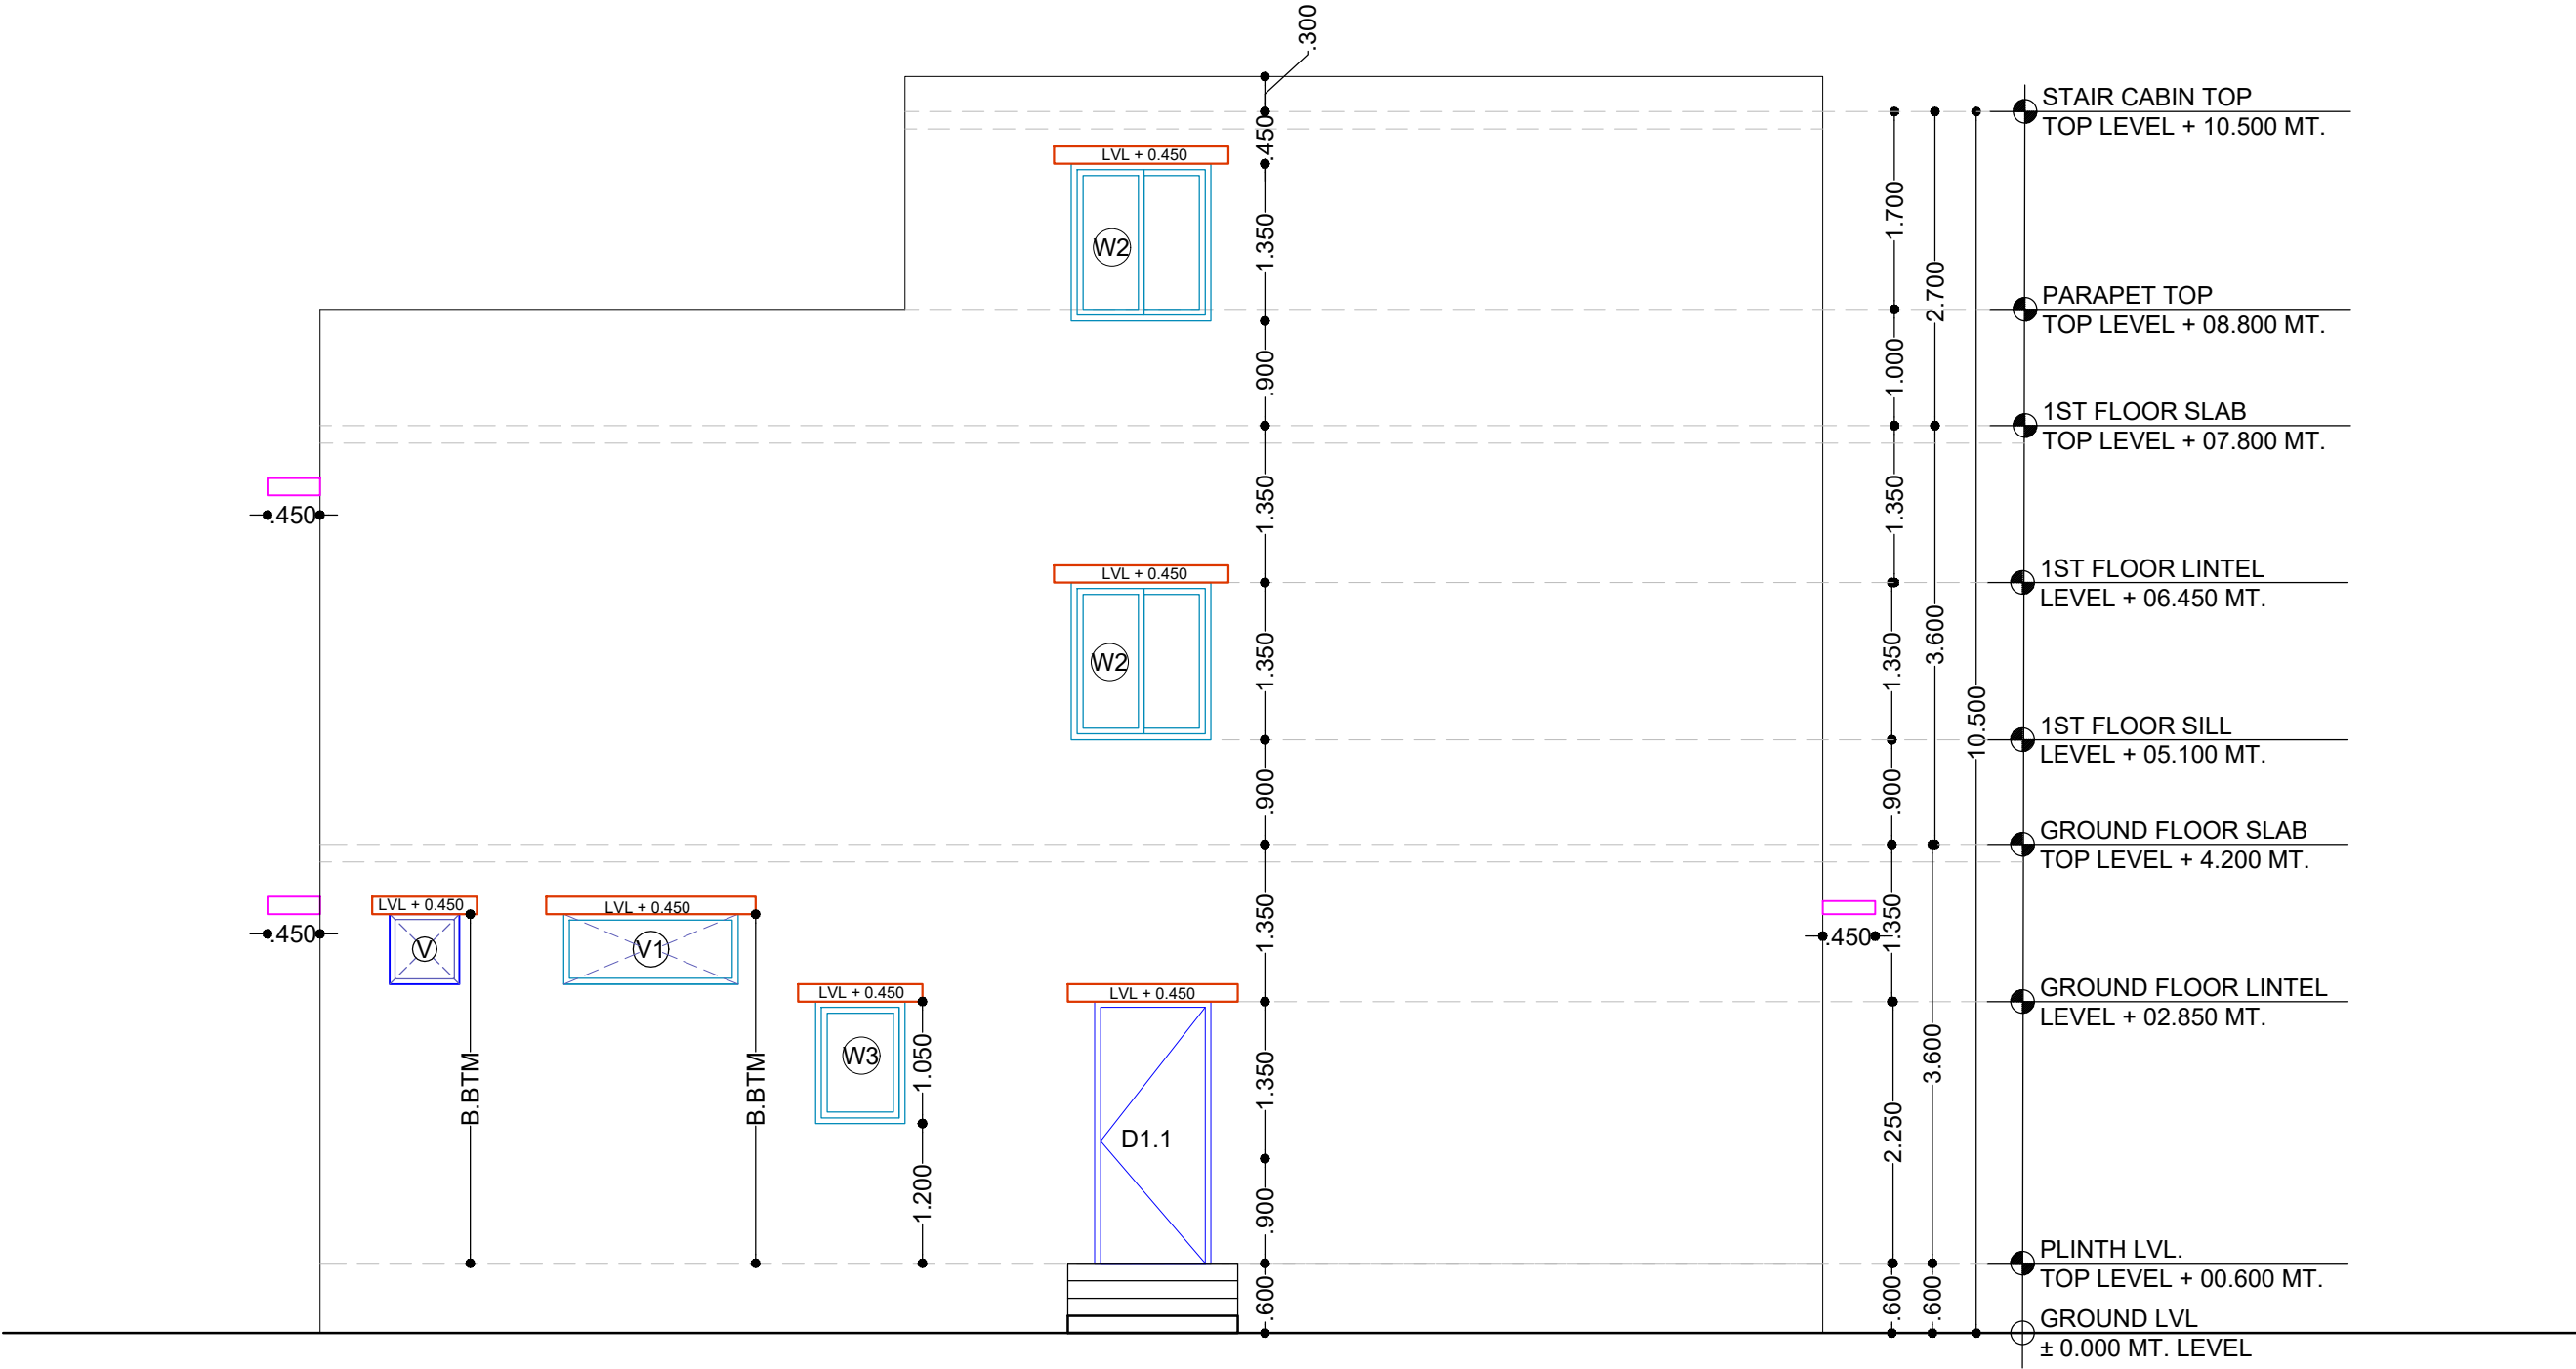 .300
STAIR CABIN TOP
TOP LEVEL + 10.500 MT.
.450
LVL + 0.450
1.700
W2
1.350
2.700
PARAPET TOP
TOP LEVEL + 08.800 MT.
.900
1.000
1ST FLOOR SLAB
TOP LEVEL + 07.800 MT.
.450
1.350
1.350
LVL + 0.450
1ST FLOOR LINTEL
LEVEL + 06.450 MT.
W2
1.350
1.350
3.600
10.500
1ST FLOOR SILL
LEVEL + 05.100 MT.
.900
.900
GROUND FLOOR SLAB
TOP LEVEL + 4.200 MT.
.450
LVL + 0.450
LVL + 0.450
V
V1
1.350
.450
1.350
LVL + 0.450
LVL + 0.450
GROUND FLOOR LINTEL
LEVEL + 02.850 MT.
B.BTM
B.BTM
W3
1.050
1.350
3.600
D1.1
2.250
1.200
.900
PLINTH LVL.
TOP LEVEL + 00.600 MT.
.600
.600
.600
GROUND LVL
± 0.000 MT. LEVEL